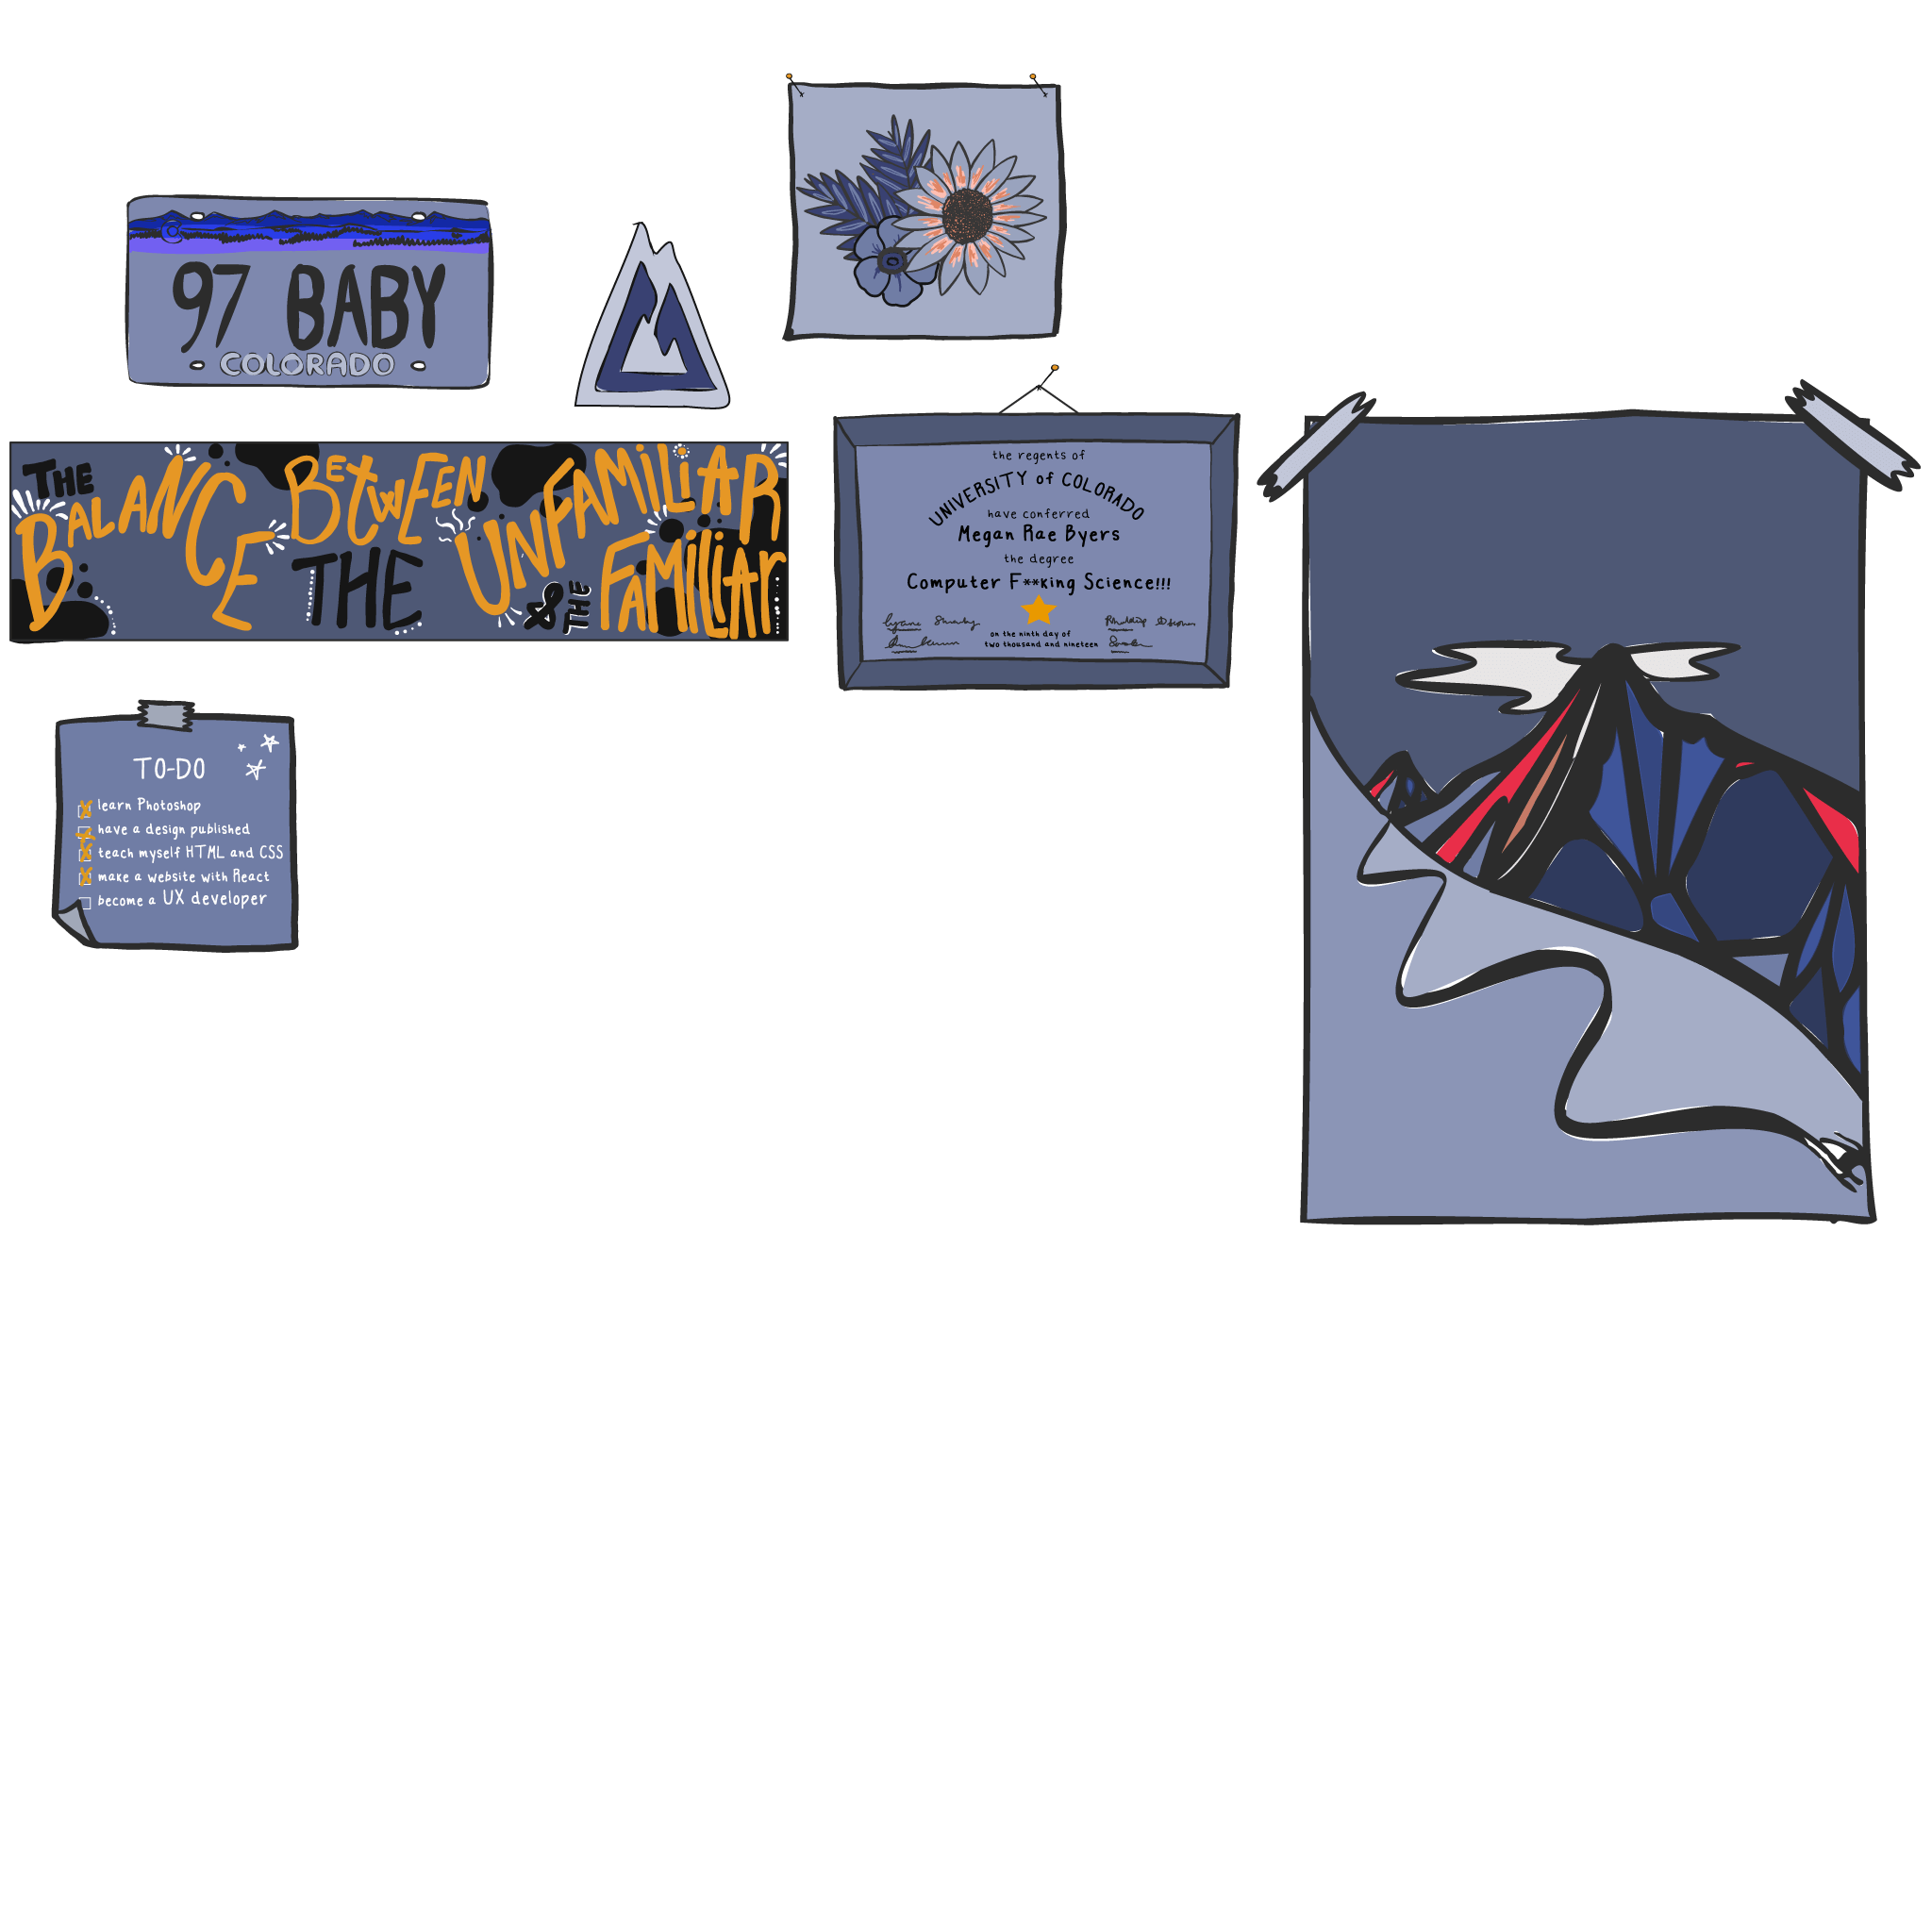 97 BABY
COLORADO
THE BALANCE BETWEEN THE UNFAMILIAR & THE FAMILIAR
the regents of
UNIVERSITY of COLORADO
have conferred
Megan Rae Byers
the degree
Computer F**king Science!!!
on the ninth day of
two thousand and nineteen
TO-DO
learn Photoshop
have a design published
teach myself HTML and CSS
make a website with React
become a UX developer